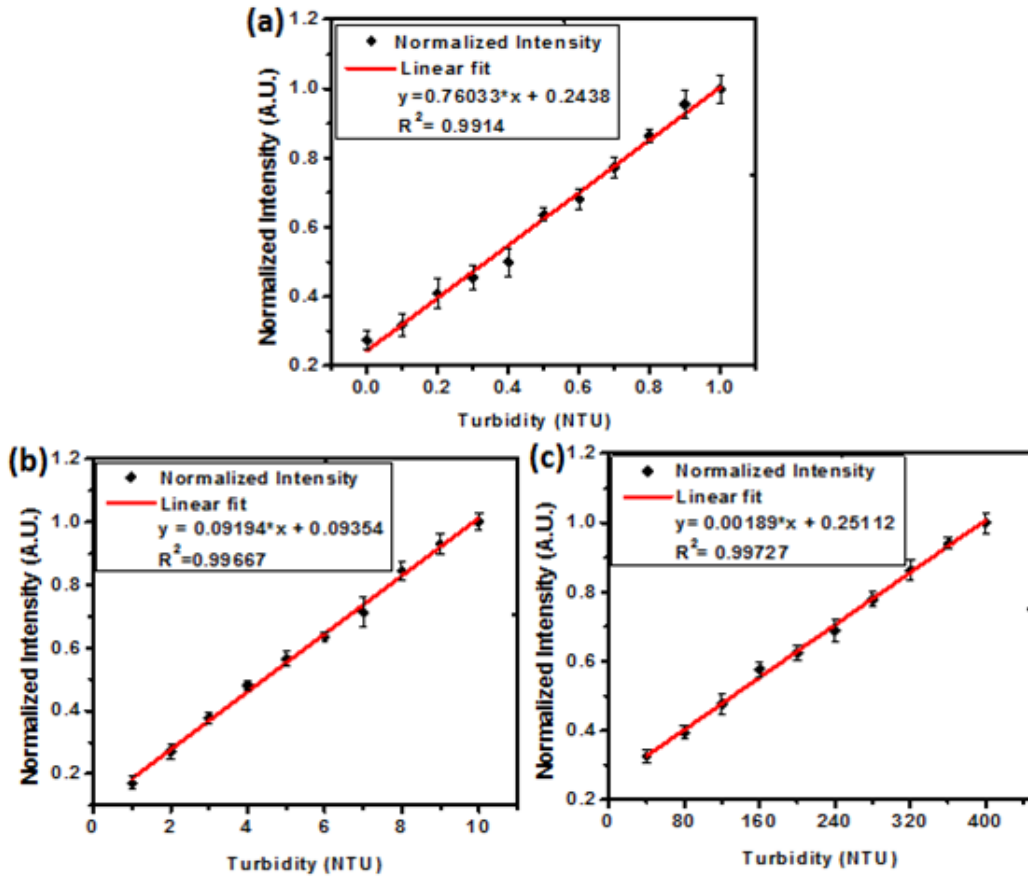 (a)
1.2
1.0
0.8
0.6
0.4
0.2
Normalized Intensity (A.U.)
Normalized Intensity
Linear fit
y=0.76033*x + 0.2438
R²= 0.9914
0.0 0.2 0.4 0.6 0.8 1.0
Turbidity (NTU)
(b)
1.2
1.0
0.8
0.6
0.4
0.2
Normalized Intensity (A.U.)
Normalized Intensity
Linear fit
y = 0.09194*x + 0.09354
R²=0.99667
0 2 4 6 8 10
Turbidity (NTU)
(c)
1.2
1.0
0.8
0.6
0.4
0.2
Normalized Intensity (A.U.)
Normalized Intensity
Linear fit
y= 0.00189*x + 0.25112
R²= 0.99727
0 80 160 240 320 400
Turbidity (NTU)